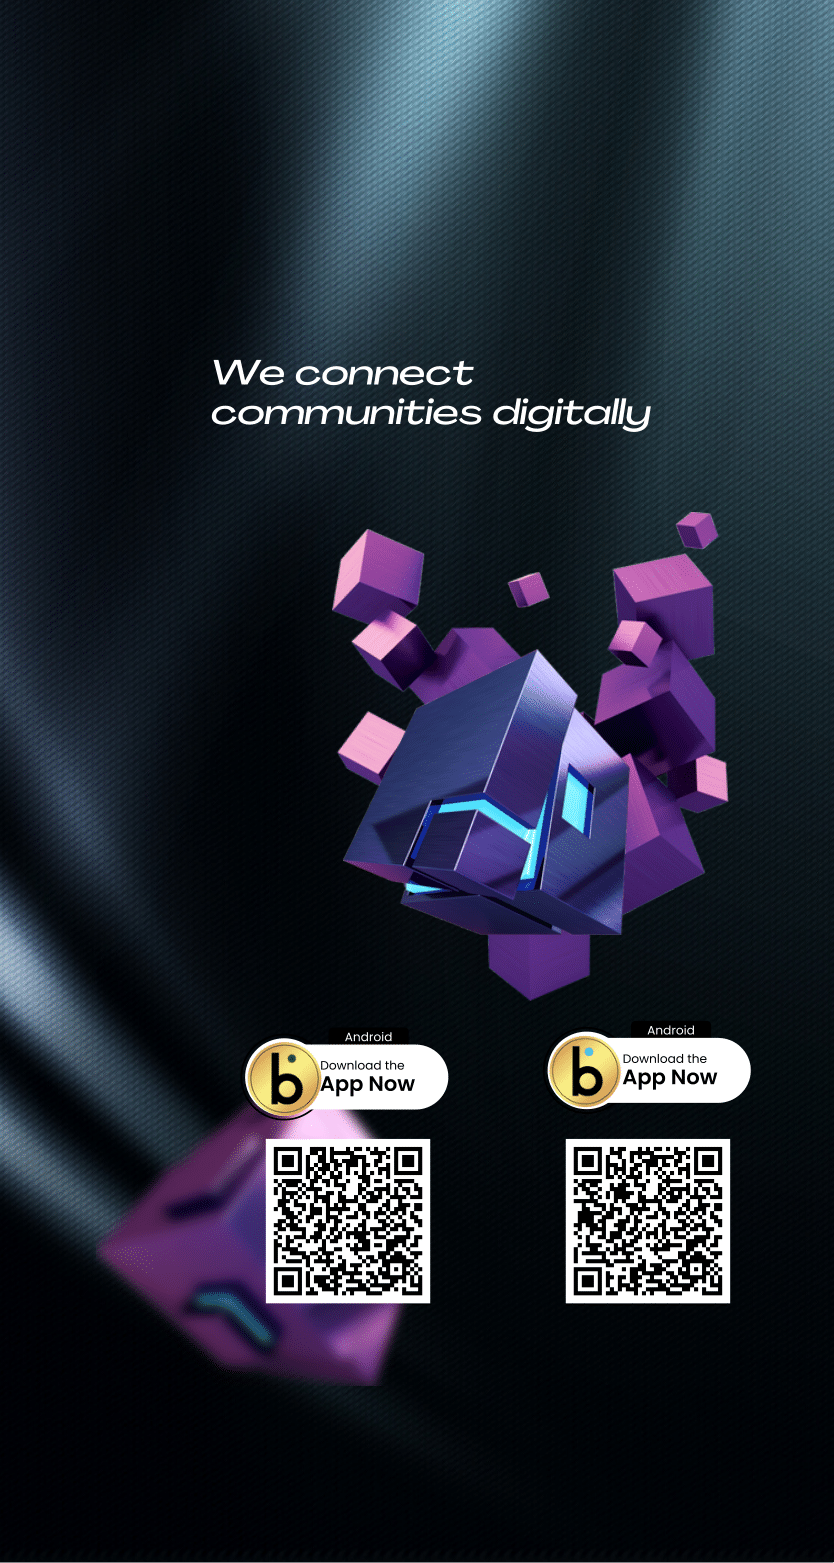 We connect
communities digitally
Android
b
Download the
App Now
Android
b
Download the
App Now